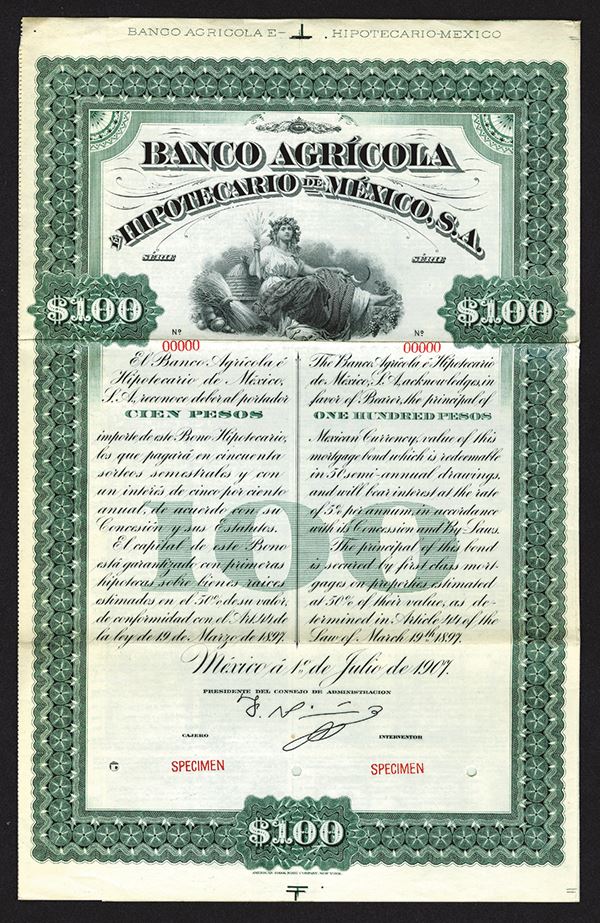 BANCO AGRICOLA E- HIPOTECARIO-MEXICO
BANCO AGRÍCOLA
É HIPOTECARIO DE MÉXICO, S.A.
SÉRIE SÉRIE
$100 $100
Nº Nº
00000 00000
El Banco Agrícola é
Hipotecario de México,
S. A, reconoce deber al portador
CIEN PESOS
importe de este Bono Hipotecario,
los que pagará en cincuenta
sorteos semestrales y con
un interés de cinco por ciento
anual, de acuerdo con su
Concesión y sus Estatutos.
El capital de este Bono
está garantizado con primeras
hipotecas sobre bienes raíces
estimados en el 50% de su valor,
de conformidad con el Art. 44 de
la ley de 19 de Marzo de 1897.
The Banco Agrícola é Hipotecario
de México, S. A, acknowledges, in
favor of Bearer, the principal of
ONE HUNDRED PESOS
Mexican Currency, value of this
mortgage bond which is redeemable
in 50 semi-annual drawings,
and will bear interest at the rate
of 5% per annum, in accordance
with its Concession and By-Laws.
The principal of this bond
is secured by first class mort-
gages on properties estimated
at 50% of their value, as de-
termined in Article 44 of the
Law of March 19th 1897.
100
México á 1º de Julio de 1907.
PRESIDENTE DEL CONSEJO DE ADMINISTRACION
CAJERO INTERVENTOR
SPECIMEN SPECIMEN
$100
AMERICAN BANK NOTE COMPANY, NEW YORK.